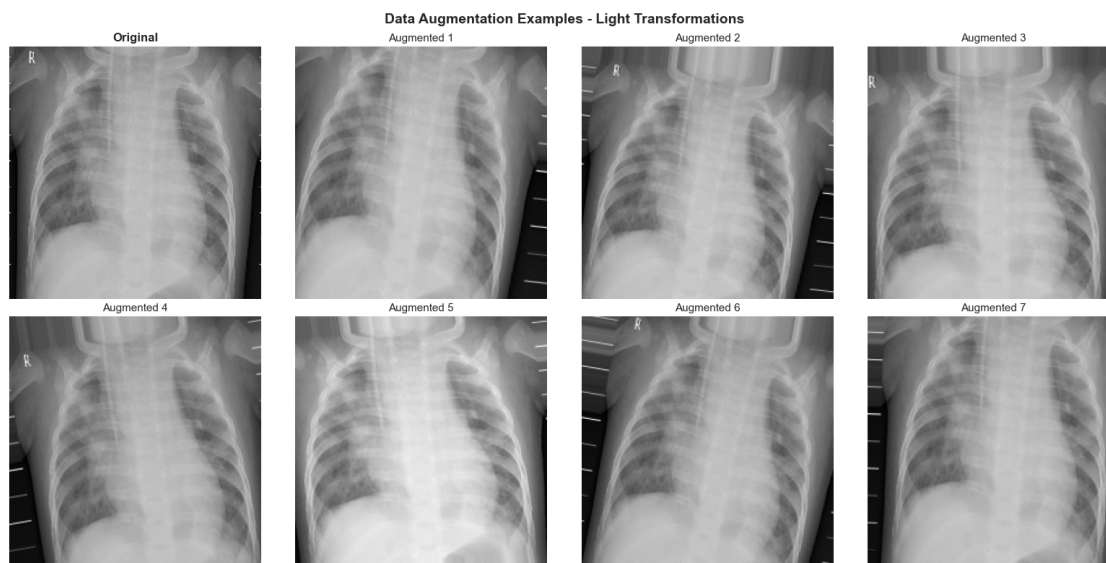 Data Augmentation Examples - Light Transformations
Original
Augmented 1
Augmented 2
Augmented 3
R
R
R
Augmented 4
Augmented 5
Augmented 6
Augmented 7
R
R